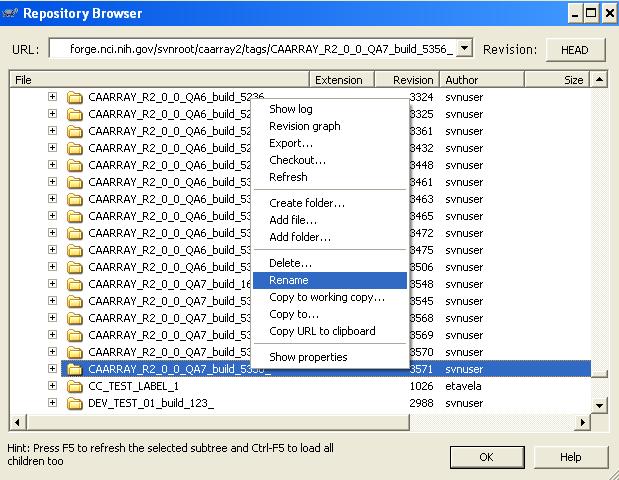 Repository Browser
URL: forge.nci.nih.gov/svnroot/caarray2/tags/CAARRAY_R2_0_0_QA7_build_5356_ Revision: HEAD
File Extension Revision Author Size
CAARRAY_R2_0_0_QA6_build_5236 3324 svnuser
CAARRAY_R2_0_0_QA6_build_52 3325 svnuser
CAARRAY_R2_0_0_QA6_build_52 3361 svnuser
CAARRAY_R2_0_0_QA6_build_52 3432 svnuser
CAARRAY_R2_0_0_QA6_build_52 3448 svnuser
CAARRAY_R2_0_0_QA6_build_53 3461 svnuser
CAARRAY_R2_0_0_QA6_build_53 3463 svnuser
CAARRAY_R2_0_0_QA6_build_53 3465 svnuser
CAARRAY_R2_0_0_QA6_build_53 3472 svnuser
CAARRAY_R2_0_0_QA6_build_53 3475 svnuser
CAARRAY_R2_0_0_QA6_build_53 3506 svnuser
CAARRAY_R2_0_0_QA7_build_16 3548 svnuser
CAARRAY_R2_0_0_QA7_build_53 3545 svnuser
CAARRAY_R2_0_0_QA7_build_53 3568 svnuser
CAARRAY_R2_0_0_QA7_build_53 3569 svnuser
CAARRAY_R2_0_0_QA7_build_53 3570 svnuser
CAARRAY_R2_0_0_QA7_build_5356_ 3571 svnuser
CC_TEST_LABEL_1 1026 etavela
DEV_TEST_01_build_123_ 2988 svnuser
Show log
Revision graph
Export...
Checkout...
Refresh
Create folder...
Add file...
Add folder...
Delete...
Rename
Copy to working copy...
Copy to...
Copy URL to clipboard
Show properties
Hint: Press F5 to refresh the selected subtree and Ctrl-F5 to load all
children too
OK Help